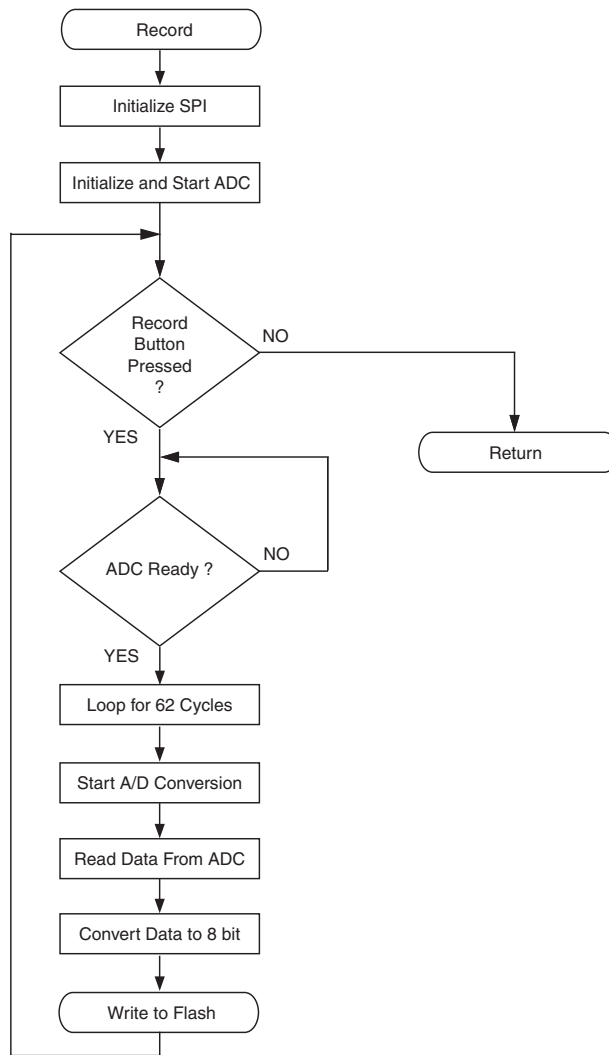 Record
Initialize SPI
Initialize and Start ADC
Record
Button
Pressed
?
NO
YES
Return
ADC Ready ?
NO
YES
Loop for 62 Cycles
Start A/D Conversion
Read Data From ADC
Convert Data to 8 bit
Write to Flash